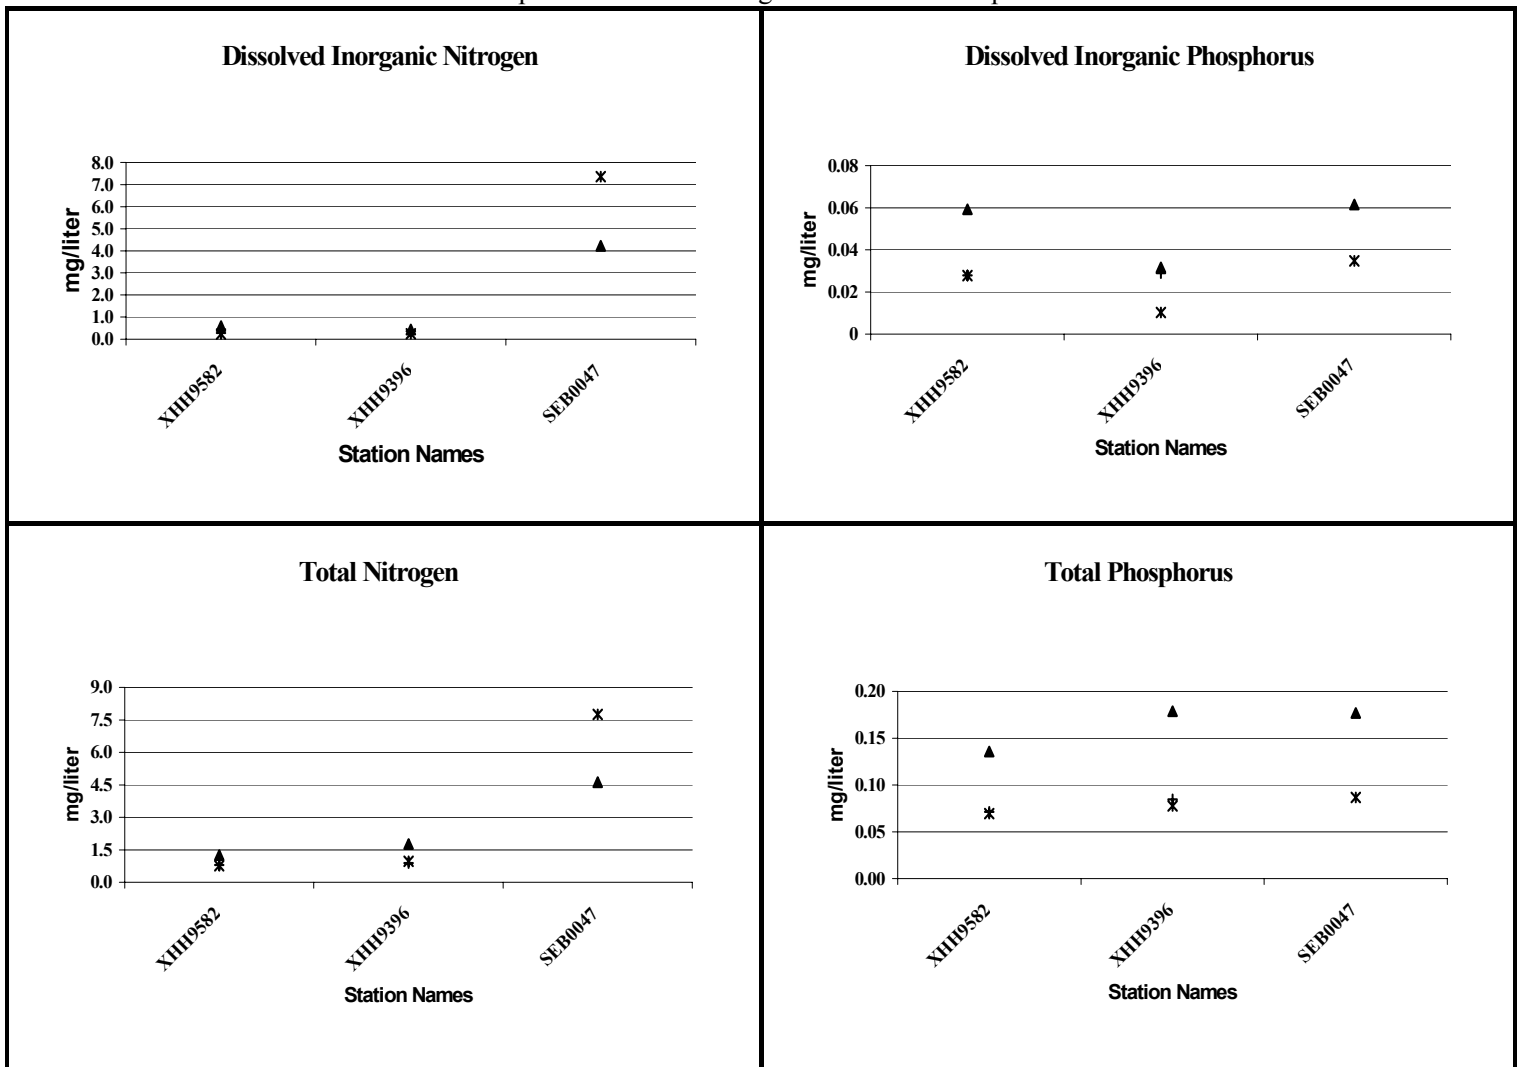 Dissolved Inorganic Nitrogen
8.0
7.0
6.0
5.0
4.0
3.0
2.0
1.0
0.0
mg/liter
XHH9582
XHH9396
SEB0047
Station Names
Dissolved Inorganic Phosphorus
0.08
0.06
0.04
0.02
0
mg/liter
XHH9582
XHH9396
SEB0047
Station Names
Total Nitrogen
9.0
7.5
6.0
4.5
3.0
1.5
0.0
mg/liter
XHH9582
XHH9396
SEB0047
Station Names
Total Phosphorus
0.20
0.15
0.10
0.05
0.00
mg/liter
XHH9582
XHH9396
SEB0047
Station Names